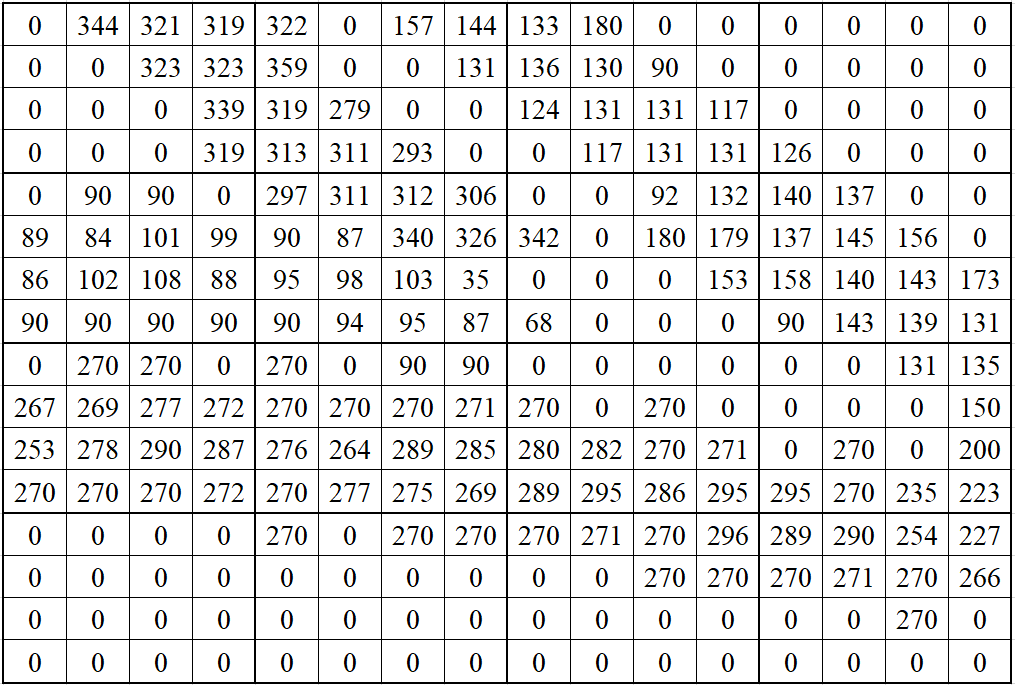 0 344 321 319 322 0 157 144 133 180 0 0 0 0 0 0
0 0 323 323 359 0 0 131 136 130 90 0 0 0 0 0
0 0 0 339 319 279 0 0 124 131 131 117 0 0 0 0
0 0 0 319 313 311 293 0 0 117 131 131 126 0 0 0
0 90 90 0 297 311 312 306 0 0 92 132 140 137 0 0
89 84 101 99 90 87 340 326 342 0 180 179 137 145 156 0
86 102 108 88 95 98 103 35 0 0 0 153 158 140 143 173
90 90 90 90 90 94 95 87 68 0 0 0 90 143 139 131
0 270 270 0 270 0 90 90 0 0 0 0 0 0 131 135
267 269 277 272 270 270 270 271 270 0 270 0 0 0 0 150
253 278 290 287 276 264 289 285 280 282 270 271 0 270 0 200
270 270 270 272 270 277 275 269 289 295 286 295 295 270 235 223
0 0 0 0 270 0 270 270 270 271 270 296 289 290 254 227
0 0 0 0 0 0 0 0 0 0 270 270 270 271 270 266
0 0 0 0 0 0 0 0 0 0 0 0 0 0 270 0
0 0 0 0 0 0 0 0 0 0 0 0 0 0 0 0